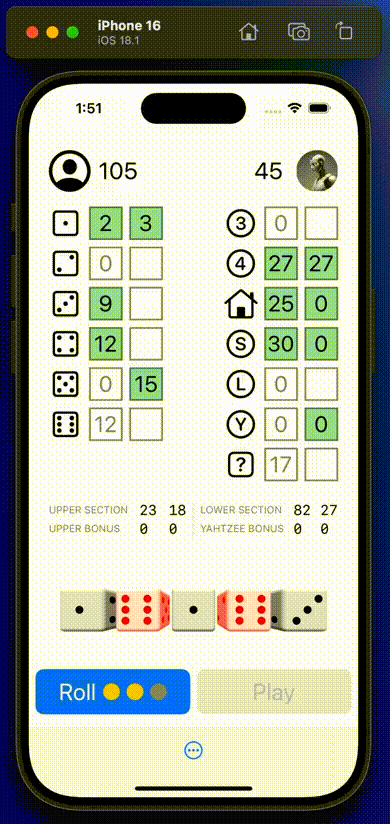 iPhone 16
iOS 18.1
1:51
105
45
2 3
3 0
0
4 27 27
9
25 0
12
S 30 0
0 15
L 0
12
Y 0 0
? 17
UPPER SECTION 23 18
LOWER SECTION 82 27
UPPER BONUS 0 0
YAHTZEE BONUS 0 0
Roll
Play